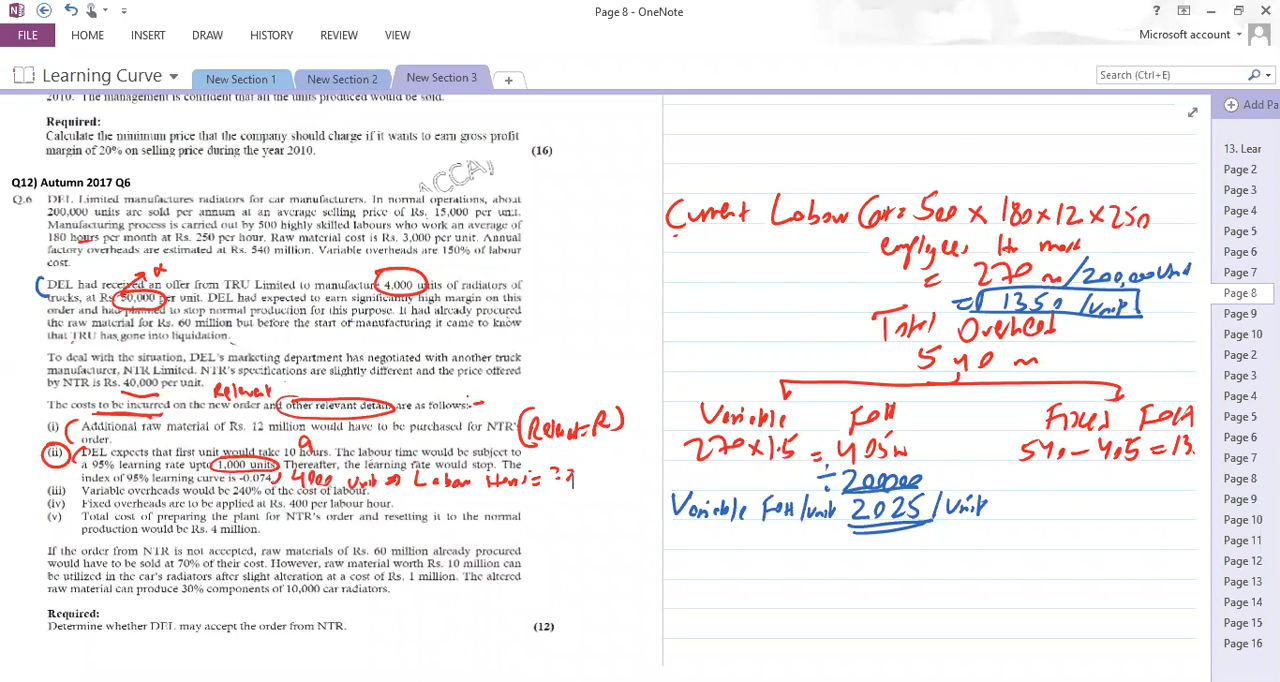 Page 8 - OneNote
?
FILE HOME INSERT DRAW HISTORY REVIEW VIEW
Microsoft account
Learning Curve
New Section 1
New Section 2
New Section 3
+
Search (Ctrl+E)
2010. The management is confident that all the units produced would be sold.
Required:
Calculate the minimum price that the company should charge if it wants to earn gross profit
margin of 20% on selling price during the year 2010. (16)
ACCA
Q12) Autumn 2017 Q6
Q.6 DEL Limited manufactures radiators for car manufacturers. In normal operations, about
200,000 units are sold per annum at an average selling price of Rs. 15,000 per unit.
Manufacturing process is carried out by 500 highly skilled labours who work an average of
180 hours per month at Rs. 250 per hour. Raw material cost is Rs. 3,000 per unit. Annual
factory overheads are estimated at Rs. 540 million. Variable overheads are 150% of labour
cost.
DEL had received an offer from TRU Limited to manufacture 4,000 units of radiators of
trucks, at Rs. 50,000 per unit. DEL had expected to earn significantly high margin on this
order and had planned to stop normal production for this purpose. It had already procured
the raw material for Rs. 60 million but before the start of manufacturing it came to know
that TRU has gone into liquidation.
To deal with the situation, DEL's marketing department has negotiated with another truck
manufacturer, NTR Limited. NTR's specifications are slightly different and the price offered
by NTR is Rs. 40,000 per unit.
Relevant
The costs to be incurred on the new order and other relevant details are as follows:
(i) Additional raw material of Rs. 12 million would have to be purchased for NTR's
order.
(Relevant=R)
a
(ii) DEL expects that first unit would take 10 hours. The labour time would be subject to
a 95% learning rate upto 1,000 units. Thereafter, the learning rate would stop. The
index of 95% learning curve is -0.074.
4000 unit Labour Hrs = ??
(iii) Variable overheads would be 240% of the cost of labour.
(iv) Fixed overheads are to be applied at Rs. 400 per labour hour.
(v) Total cost of preparing the plant for NTR's order and resetting it to the normal
production would be Rs. 4 million.
If the order from NTR is not accepted, raw materials of Rs. 60 million already procured
would have to be sold at 70% of their cost. However, raw material worth Rs. 10 million can
be utilized in the car's radiators after slight alteration at a cost of Rs. 1 million. The altered
raw material can produce 30% components of 10,000 car radiators.
Required:
Determine whether DEL may accept the order from NTR. (12)
Current Labour Cost = 500 × 180 × 12 × 250
employees Hr month
= 270 m /200,000 unit
= 1350 /unit
Total Overhead
540 m
Variable FOH
270 × 1.5 = 405 m
÷ 200000
Variable FOH/unit 2025 /unit
Fixed FOH
540 - 405 = 13
Add Pa
13. Lear
Page 2
Page 3
Page 4
Page 5
Page 6
Page 7
Page 8
Page 9
Page 10
Page 2
Page 3
Page 4
Page 5
Page 6
Page 7
Page 8
Page 9
Page 10
Page 11
Page 12
Page 13
Page 14
Page 15
Page 16